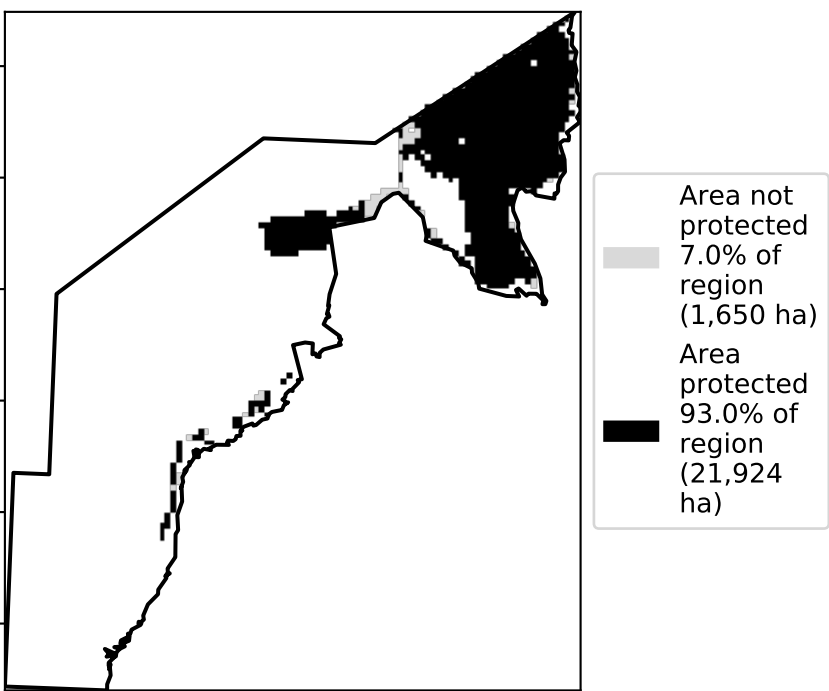 Area not
protected
7.0% of
region
(1,650 ha)
Area
protected
93.0% of
region
(21,924
ha)